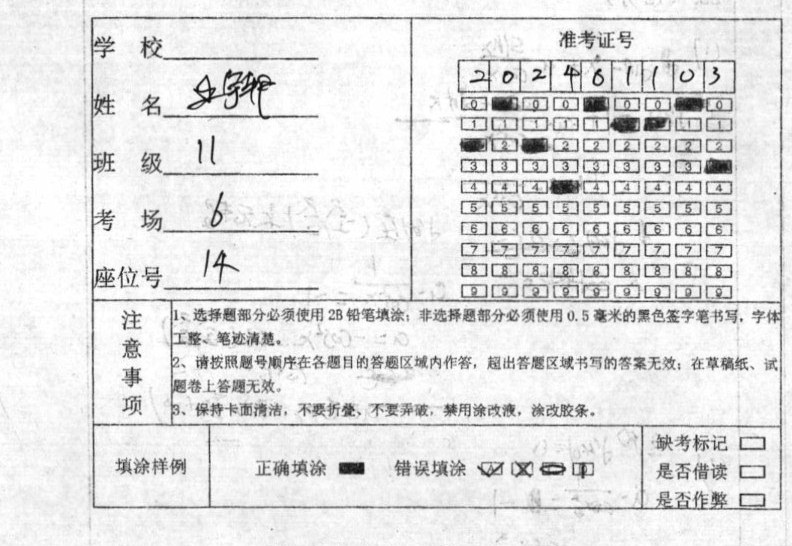 学 校
姓 名
班 级 11
考 场 6
座位号 14
准考证号
2 0 2 4 0 1 1 0 3
0 0 0 0 0 0
1 1 1 1 1 1 1
2 2 2 2 2 2 2
3 3 3 3 3 3 3 3
4 4 4 4 4 4 4 4
5 5 5 5 5 5 5 5 5
6 6 6 6 6 6 6 6 6
7 7 7 7 7 7 7 7 7
8 8 8 8 8 8 8 8 8
9 9 9 9 9 9 9 9 9
注意事项
1、选择题部分必须使用 2B 铅笔填涂；非选择题部分必须使用 0.5 毫米的黑色签字笔书写，字体
工整、笔迹清楚。
2、请按照题号顺序在各题目的答题区域内作答，超出答题区域书写的答案无效；在草稿纸、试
题卷上答题无效。
3、保持卡面清洁，不要折叠、不要弄破，禁用涂改液，涂改胶条。
填涂样例 正确填涂 错误填涂
缺考标记
是否借读
是否作弊